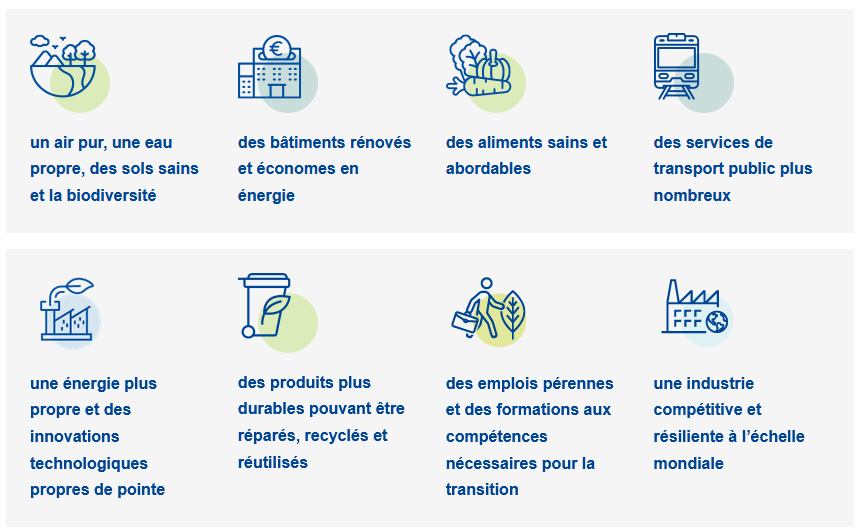 €
un air pur, une eau
propre, des sols sains
et la biodiversité
des bâtiments rénovés
et économes en
énergie
des aliments sains et
abordables
des services de
transport public plus
nombreux
une énergie plus
propre et des
innovations
technologiques
propres de pointe
des produits plus
durables pouvant être
réparés, recyclés et
réutilisés
des emplois pérennes
et des formations aux
compétences
nécessaires pour la
transition
une industrie
compétitive et
résiliente à l’échelle
mondiale